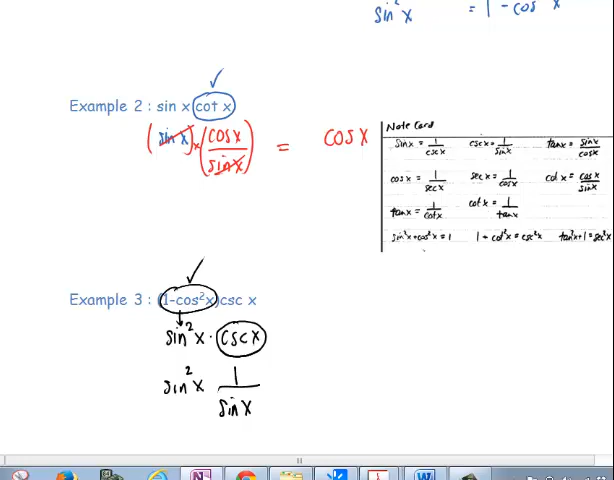 sin²x = 1 - cos²x
Example 2 : sin x cot x
(sin x) x (cos x / sin x) = cos x
Note Card
sin x = 1/csc x csc x = 1/sin x tan x = sin x/cos x
cos x = 1/sec x sec x = 1/cos x cot x = cos x/sin x
tan x = 1/cot x cot x = 1/tan x
sin²x + cos²x = 1 1 + cot²x = csc²x tan²x + 1 = sec²x
Example 3 : (1-cos²x)csc x
sin²x · csc x
sin²x 1/sin x